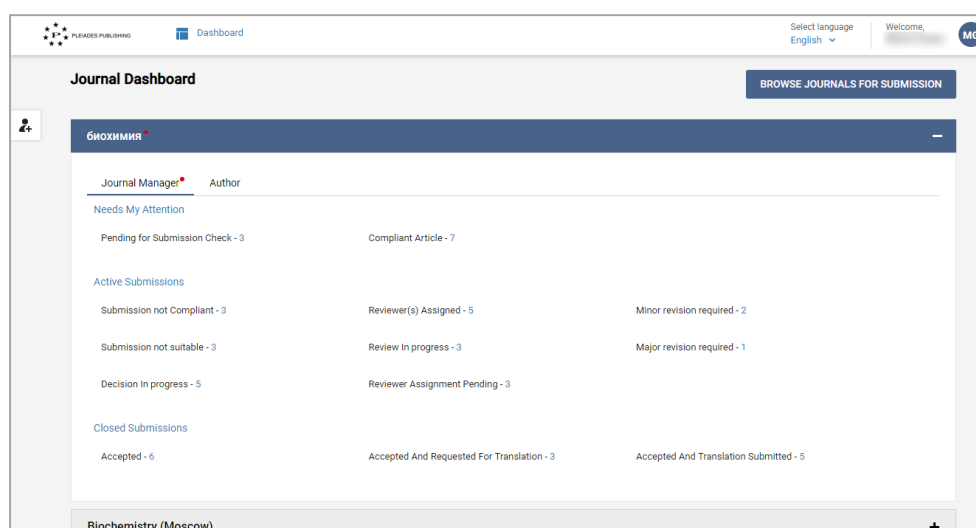 PLEIADES PUBLISHING
Dashboard
Select language
English
Welcome,
MG
Journal Dashboard
BROWSE JOURNALS FOR SUBMISSION
биохимия
Journal Manager
Author
Needs My Attention
Pending for Submission Check - 3
Compliant Article - 7
Active Submissions
Submission not Compliant - 3
Reviewer(s) Assigned - 5
Minor revision required - 2
Submission not suitable - 3
Review In progress - 3
Major revision required - 1
Decision In progress - 5
Reviewer Assignment Pending - 3
Closed Submissions
Accepted - 6
Accepted And Requested For Translation - 3
Accepted And Translation Submitted - 5
Biochemistry (Moscow)